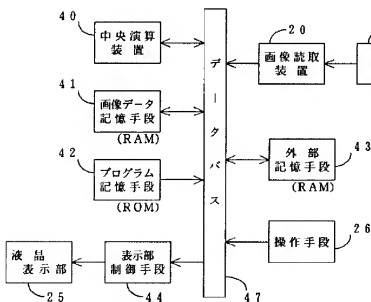 40
中央演算
装置
41
画像データ
記憶手段
(RAM)
42
プログラム
記憶手段
(ROM)
液晶
表示部
25
表示部
制御手段
44
データバス
47
20
画像読取
装置
外部
記憶手段
43
(RAM)
操作手段
26